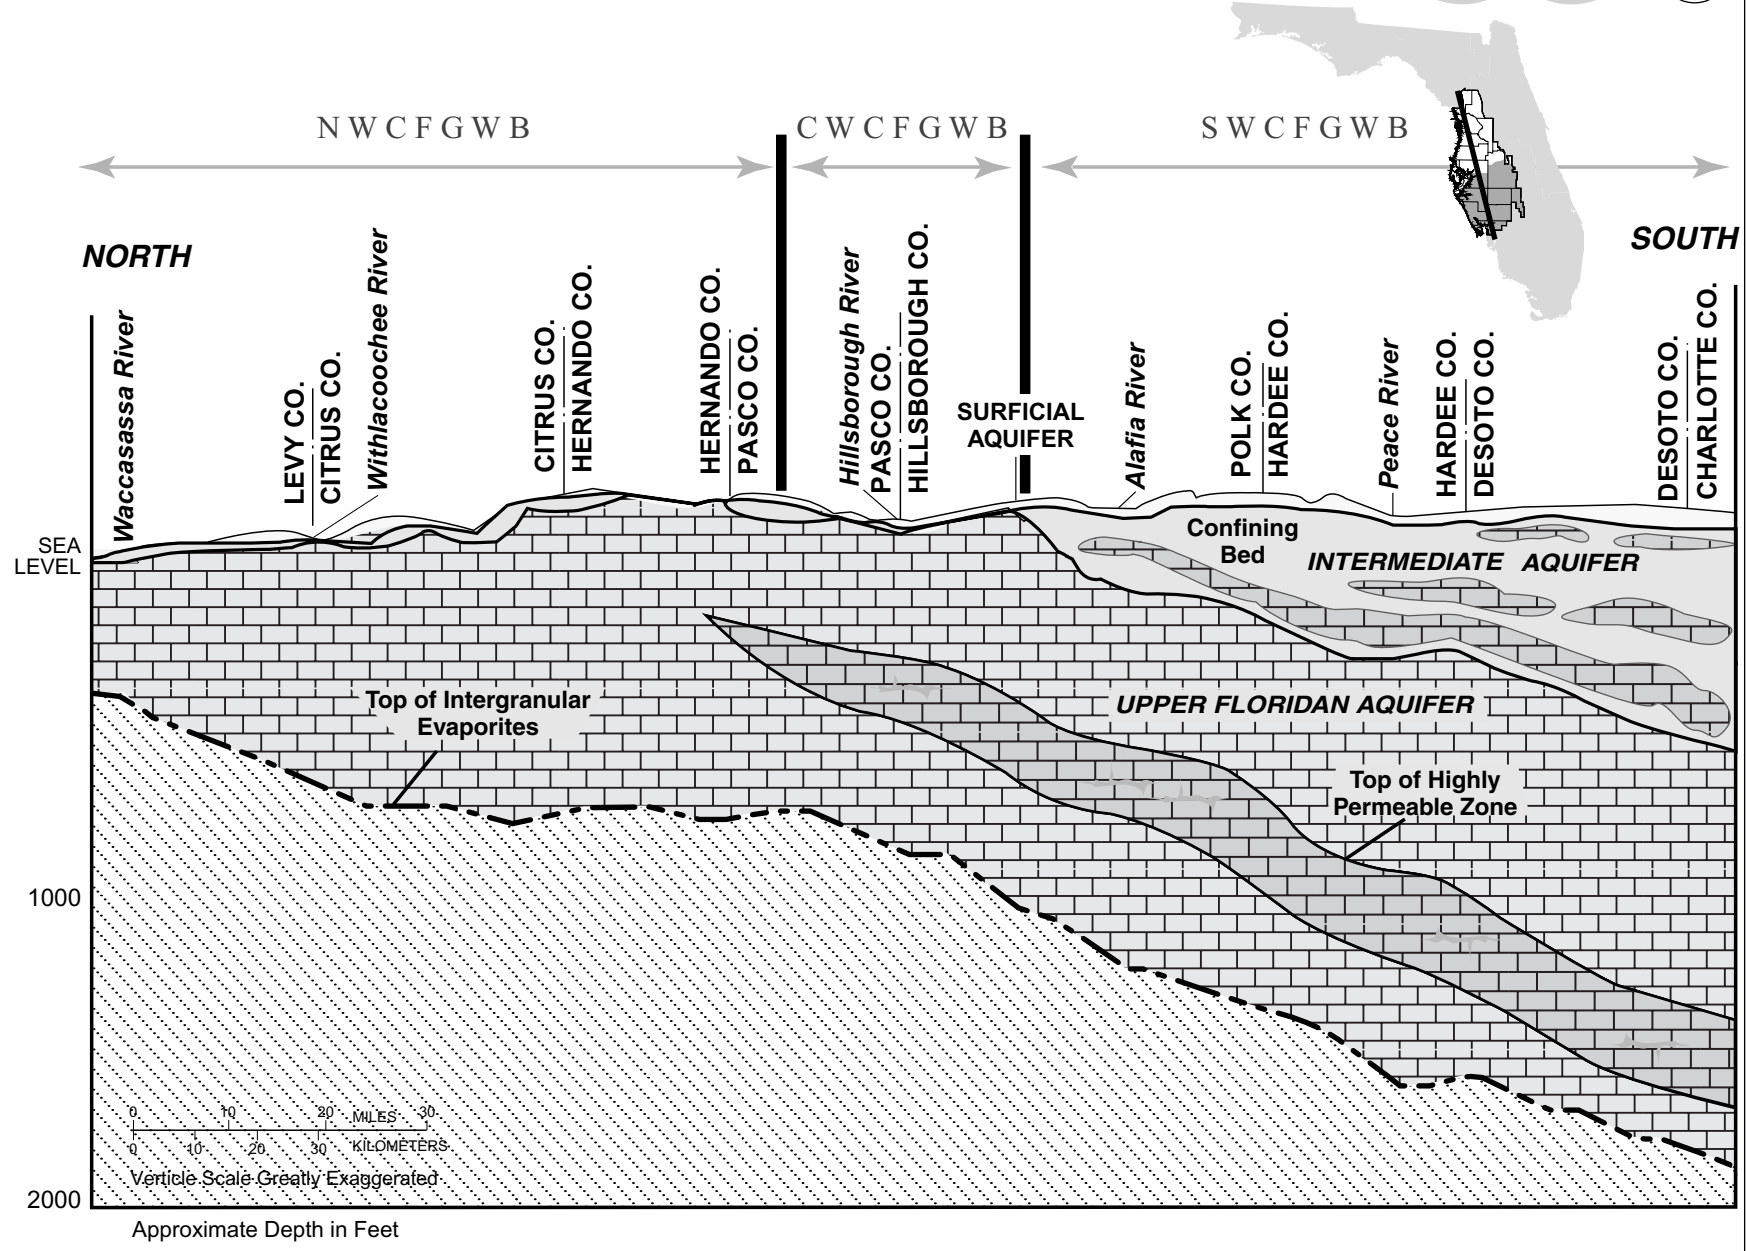 N W C F G W B
C W C F G W B
S W C F G W B
NORTH
SOUTH
Waccasassa River
LEVY CO.
CITRUS CO.
Withlacoochee River
CITRUS CO.
HERNANDO CO.
HERNANDO CO.
PASCO CO.
Hillsborough River
PASCO CO.
HILLSBOROUGH CO.
SURFICIAL
AQUIFER
Alafia River
POLK CO.
HARDEE CO.
Peace River
HARDEE CO.
DESOTO CO.
DESOTO CO.
CHARLOTTE CO.
SEA
LEVEL
Confining
Bed
INTERMEDIATE AQUIFER
Top of Intergranular
Evaporites
UPPER FLORIDAN AQUIFER
Top of Highly
Permeable Zone
1000
0 10 20 MILES 30
0 10 20 30 KILOMETERS
Verticle Scale Greatly Exaggerated
2000
Approximate Depth in Feet